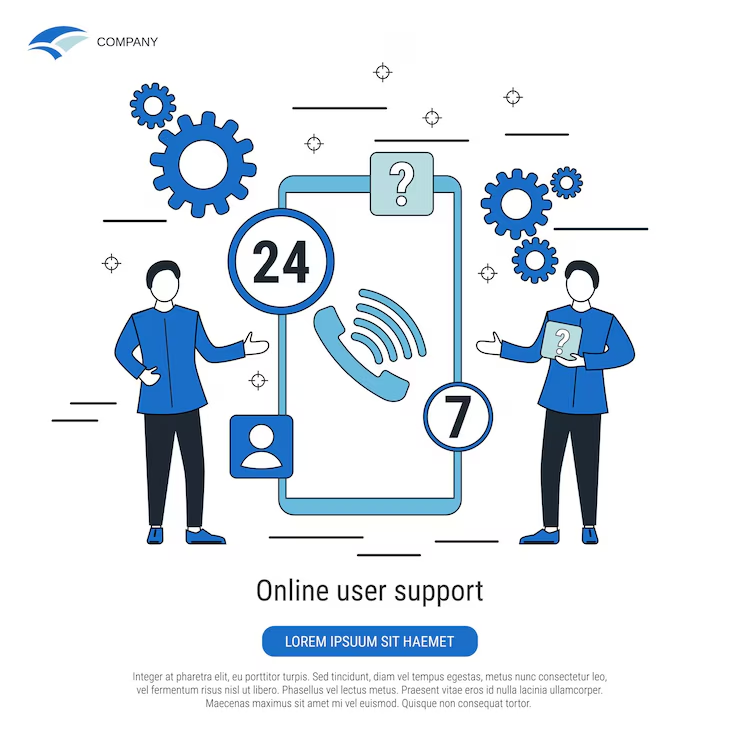 COMPANY
?
24
?
7
Online user support
LOREM IPSUUM SIT HAEMET
Integer at pharetra elit, eu porttitor turpis. Sed tincidunt, diam vel tempus egestas, metus nunc consectetur leo,
vel fermentum risus nisl ut libero. Phasellus vel lectus metus. Praesent vitae erat id nulla lacinia ullamcorper.
Maecenas maximus sit amet mi vel euismod. Quisque non consequat tortor.